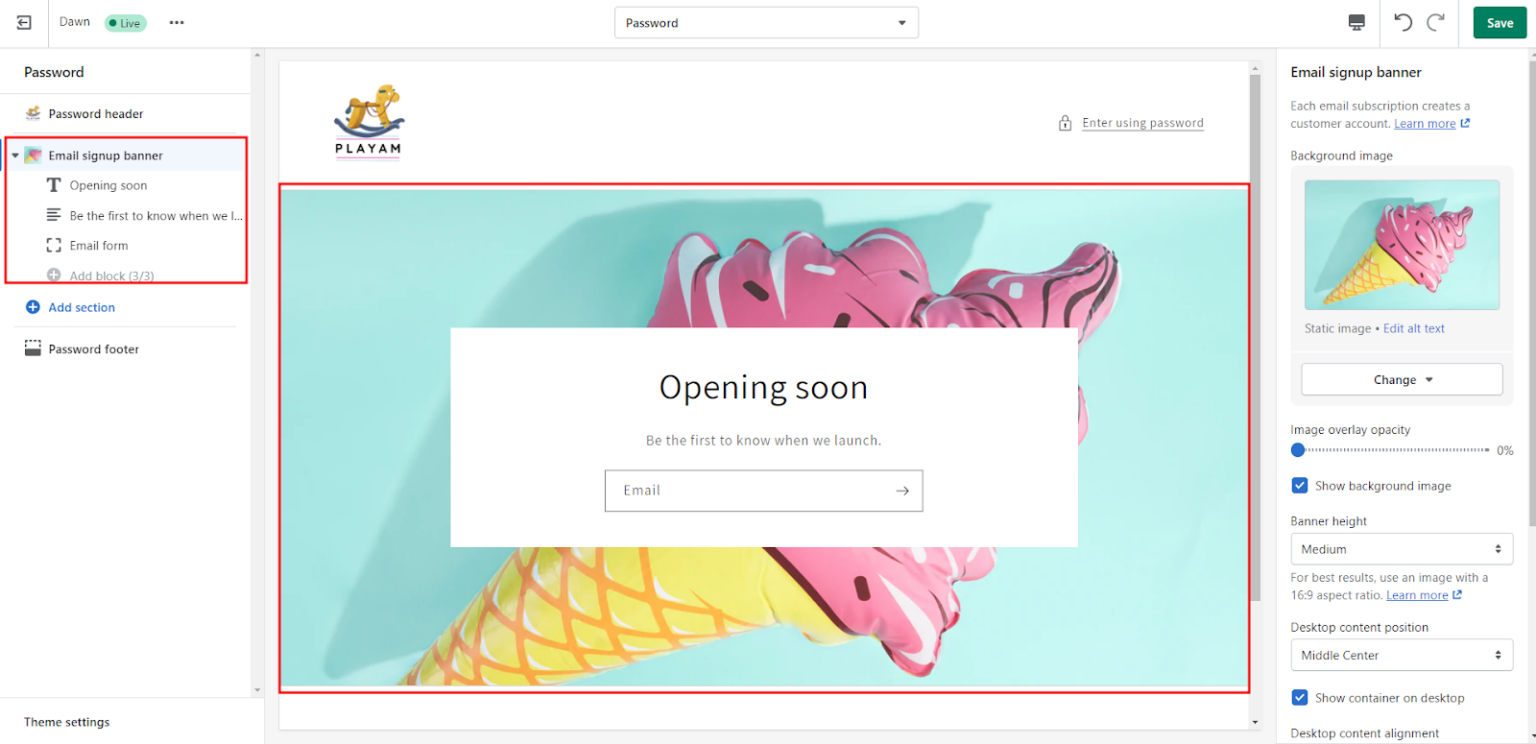 Dawn
Live
Password
Save
Password
Password header
Email signup banner
Opening soon
Be the first to know when we l...
Email form
Add block (3/3)
Add section
Password footer
Theme settings
PLAYAM
Enter using password
Opening soon
Be the first to know when we launch.
Email
Email signup banner
Each email subscription creates a
customer account. Learn more
Background image
Static image • Edit alt text
Change
Image overlay opacity
0%
Show background image
Banner height
Medium
For best results, use an image with a
16:9 aspect ratio. Learn more
Desktop content position
Middle Center
Show container on desktop
Desktop content alignment